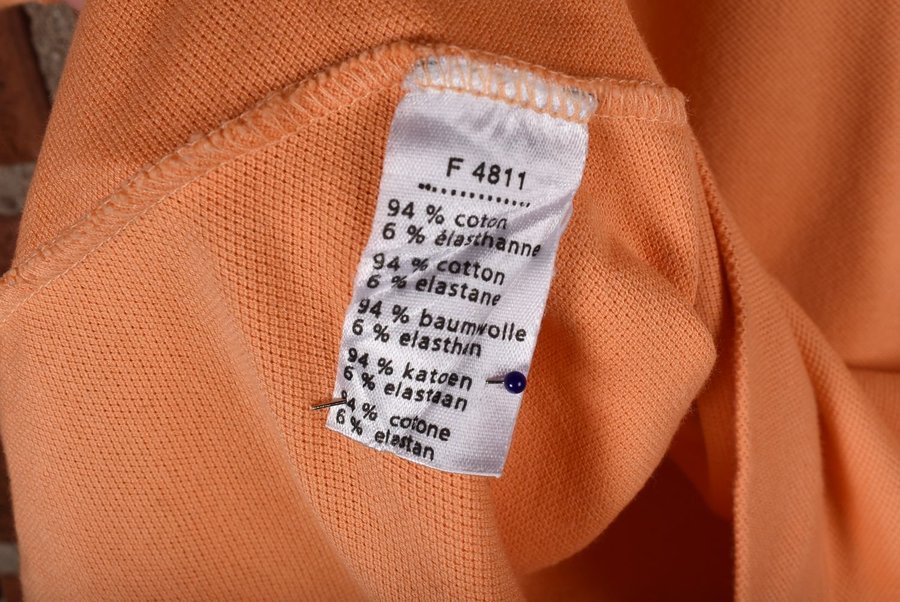 F 4811
94 % coton
6 % élasthanne
94 % cotton
6 % elastane
94 % baumwolle
6 % elasthan
94 % katoen
6 % elastaan
94 % cotone
6 % elastan